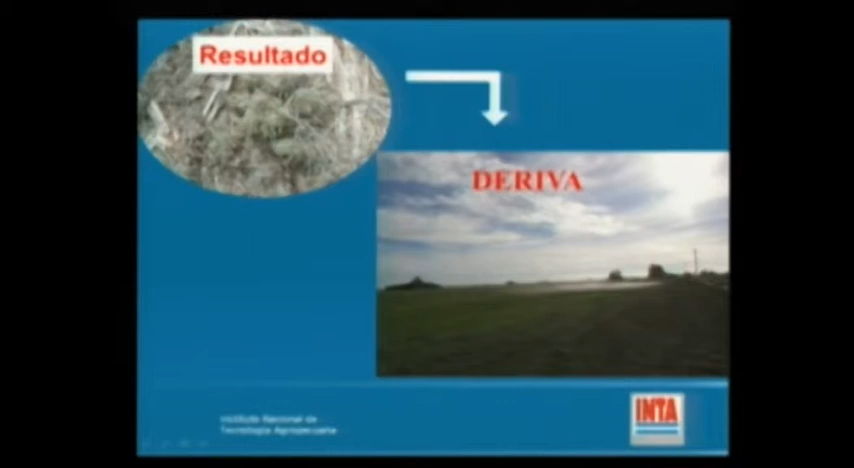 Resultado
DERIVA
Instituto Nacional de
Tecnología Agropecuaria
INTA